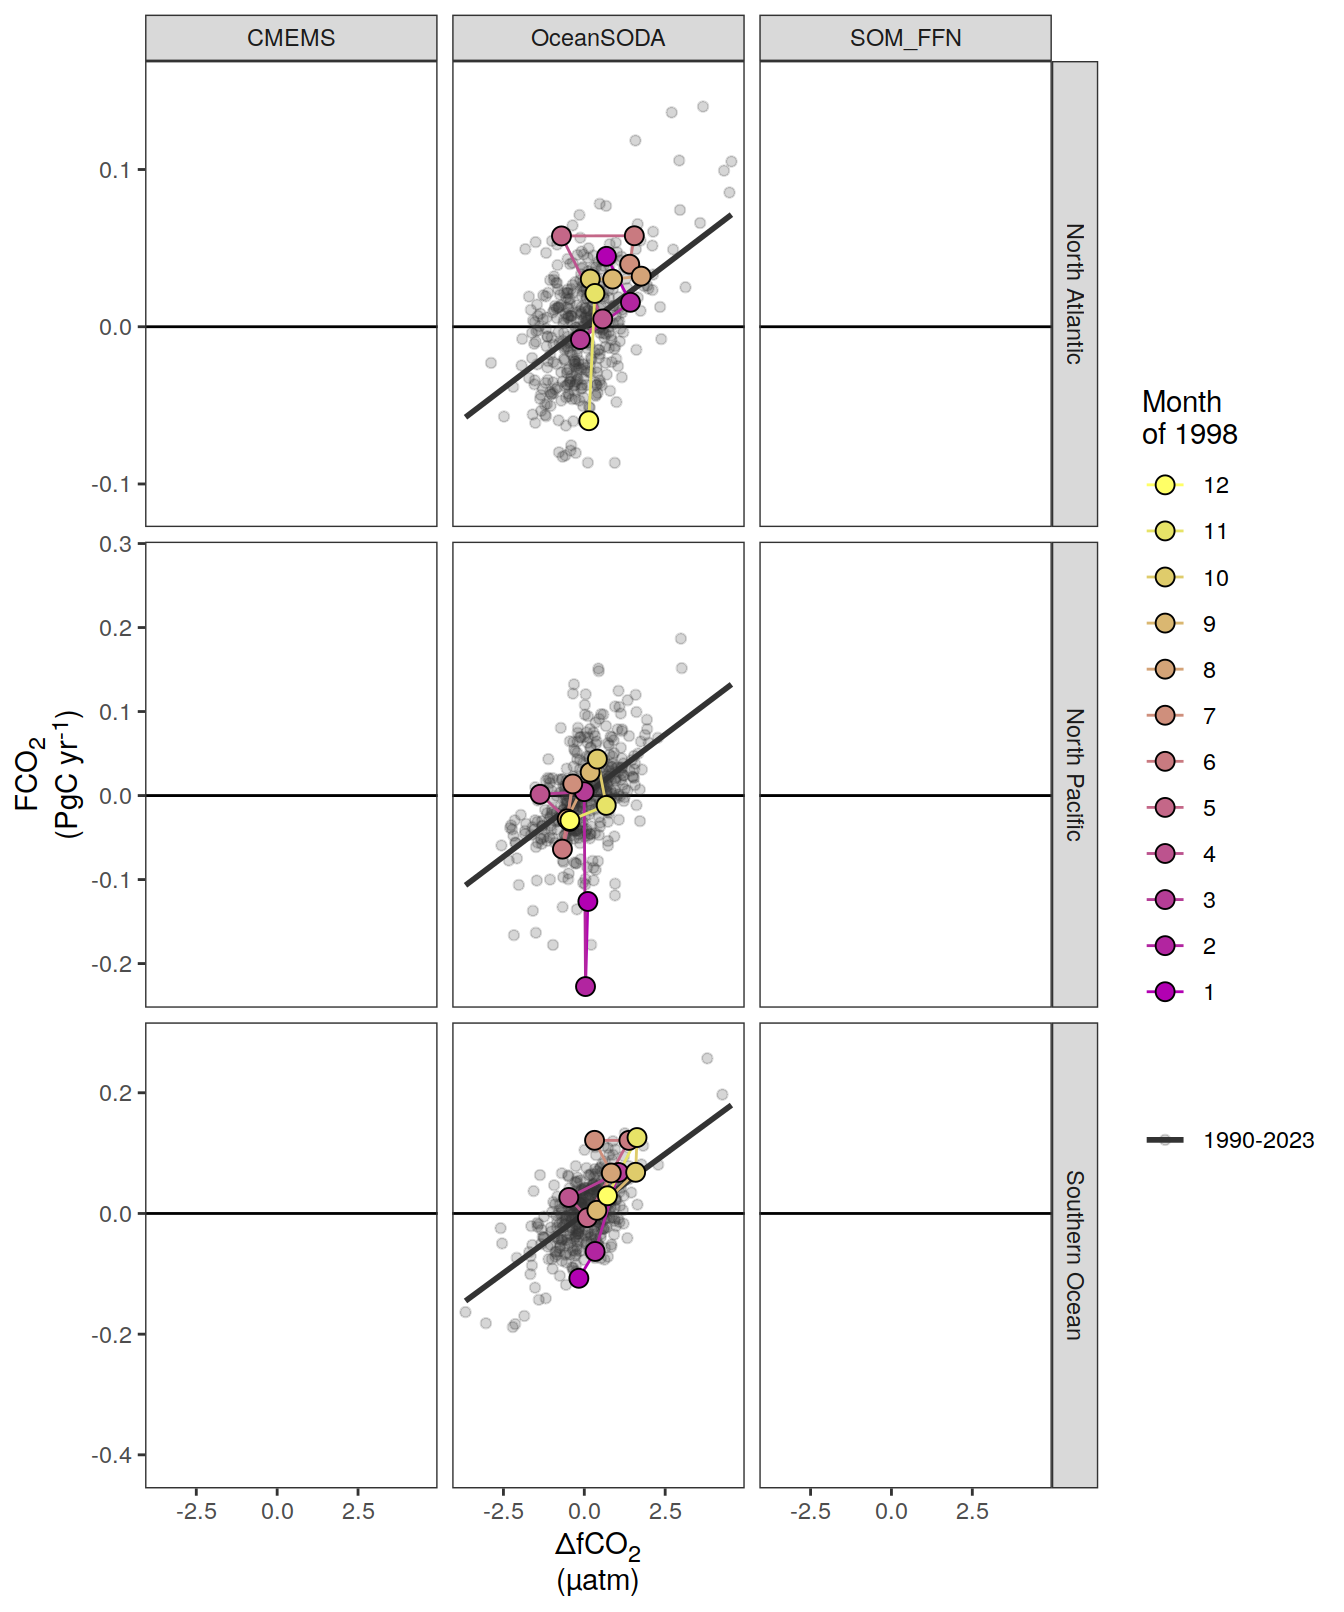 CMEMS
OceanSODA
SOM_FFN
0.1
0.0
-0.1
North Atlantic
0.3
0.2
0.1
0.0
-0.1
-0.2
North Pacific
0.2
0.0
-0.2
-0.4
Southern Ocean
FCO₂
(PgC yr⁻¹)
-2.5 0.0 2.5
-2.5 0.0 2.5
-2.5 0.0 2.5
ΔfCO₂
(µatm)
Month
of 1998
12
11
10
9
8
7
6
5
4
3
2
1
1990-2023